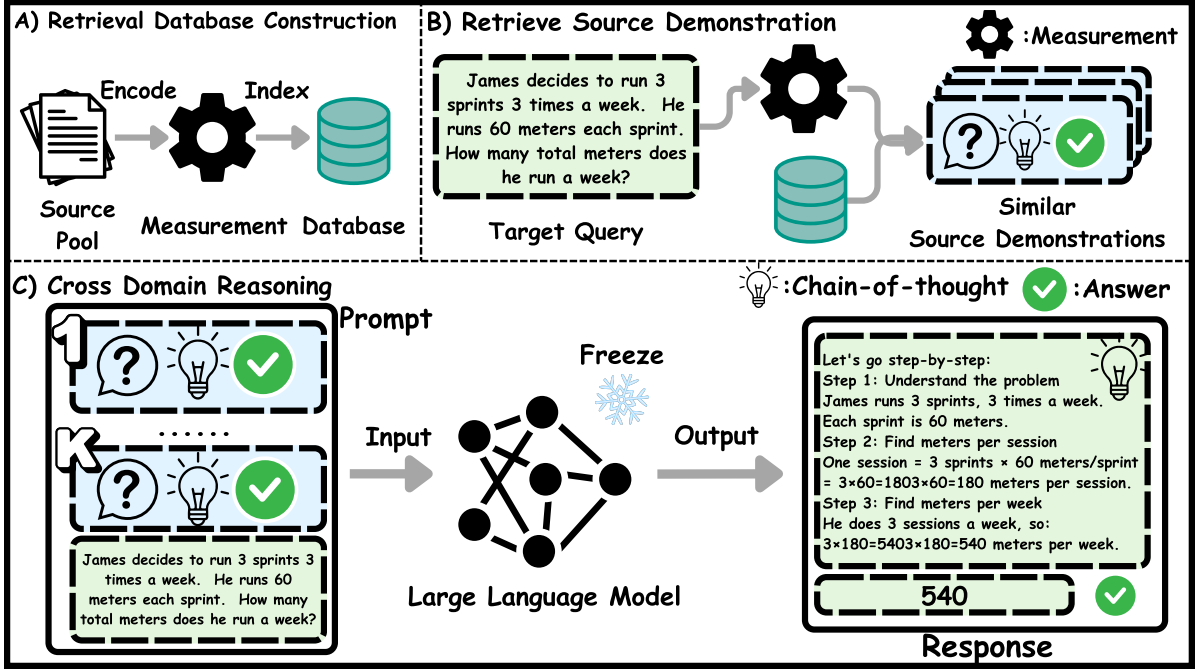 A) Retrieval Database Construction
Encode
Index
Source
Pool
Measurement
Database
B) Retrieve Source Demonstration
:Measurement
James decides to run 3
sprints 3 times a week. He
runs 60 meters each sprint.
How many total meters does
he run a week?
Target Query
?
Similar
Source Demonstrations
C) Cross Domain Reasoning
:Chain-of-thought
:Answer
Prompt
1
?
.......
K
?
James decides to run 3 sprints 3
times a week. He runs 60
meters each sprint. How many
total meters does he run a week?
Input
Freeze
Large Language Model
Output
Let's go step-by-step:
Step 1: Understand the problem
James runs 3 sprints, 3 times a week.
Each sprint is 60 meters.
Step 2: Find meters per session
One session = 3 sprints × 60 meters/sprint
= 3×60=1803×60=180 meters per session.
Step 3: Find meters per week
He does 3 sessions a week, so:
3×180=5403×180=540 meters per week.
540
Response